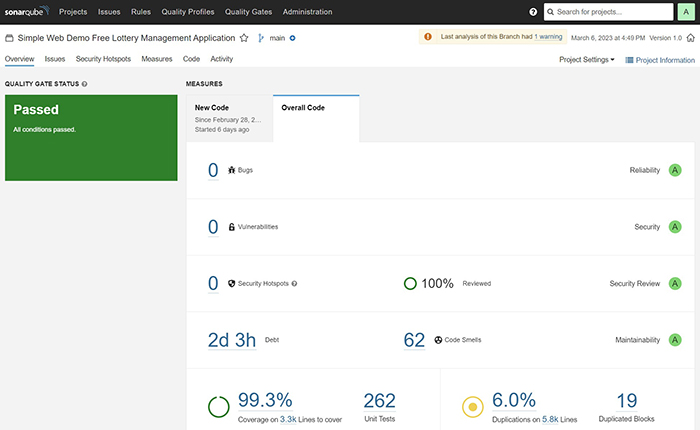 sonarqube Projects Issues Rules Quality Profiles Quality Gates Administration ? Search for projects... A
Simple Web Demo Free Lottery Management Application main Last analysis of this Branch had 1 warning March 6, 2023 at 4:49 PM Version 1.0
Overview Issues Security Hotspots Measures Code Activity Project Settings Project Information
QUALITY GATE STATUS ? MEASURES
Passed
All conditions passed.
New Code
Since February 28, 2...
Started 6 days ago
Overall Code
0 Bugs Reliability A
0 Vulnerabilities Security A
0 Security Hotspots ? 100% Reviewed Security Review A
2d 3h Debt 62 Code Smells Maintainability A
99.3% 262 6.0% 19
Coverage on 3.3k Lines to cover Unit Tests Duplications on 5.8k Lines Duplicated Blocks